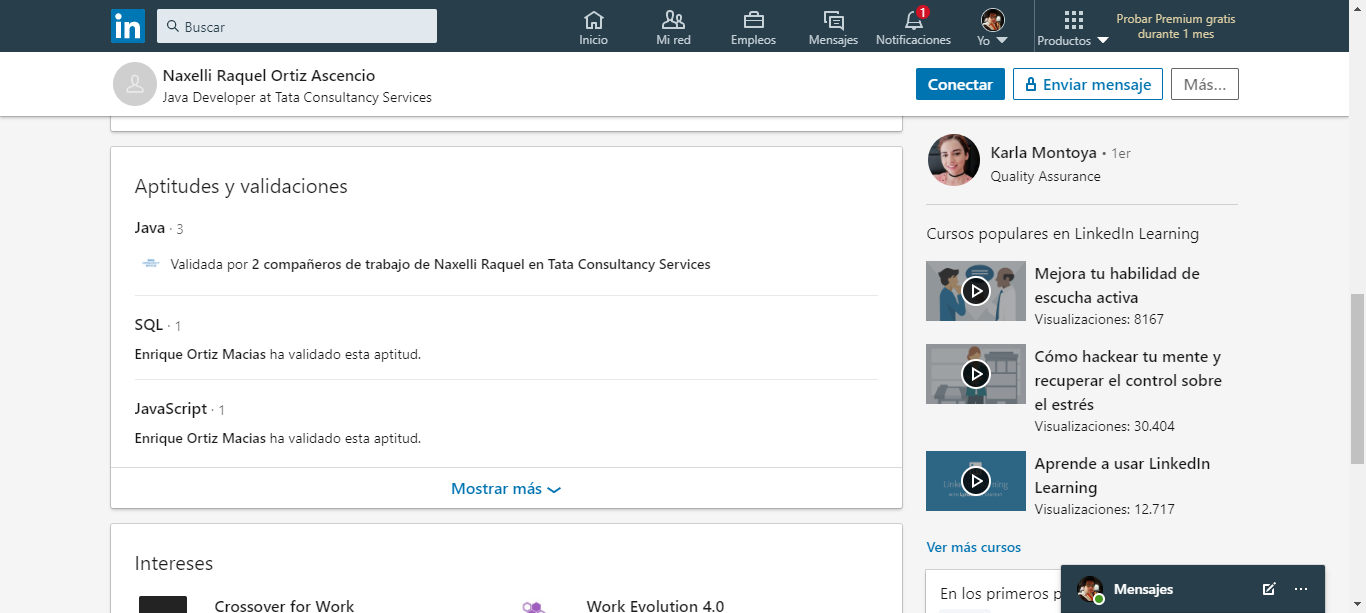 in
Buscar
Inicio
Mi red
Empleos
Mensajes
1
Notificaciones
Yo
Productos
Probar Premium gratis
durante 1 mes
Naxelli Raquel Ortiz Ascencio
Java Developer at Tata Consultancy Services
Conectar
Enviar mensaje
Más...
Aptitudes y validaciones
Java · 3
Validada por 2 compañeros de trabajo de Naxelli Raquel en Tata Consultancy Services
SQL · 1
Enrique Ortiz Macias ha validado esta aptitud.
JavaScript · 1
Enrique Ortiz Macias ha validado esta aptitud.
Mostrar más
Intereses
Crossover for Work
Work Evolution 4.0
Karla Montoya • 1er
Quality Assurance
Cursos populares en LinkedIn Learning
Mejora tu habilidad de
escucha activa
Visualizaciones: 8167
Cómo hackear tu mente y
recuperar el control sobre
el estrés
Visualizaciones: 30.404
Aprende a usar LinkedIn
Learning
Visualizaciones: 12.717
Ver más cursos
En los primeros p
Mensajes